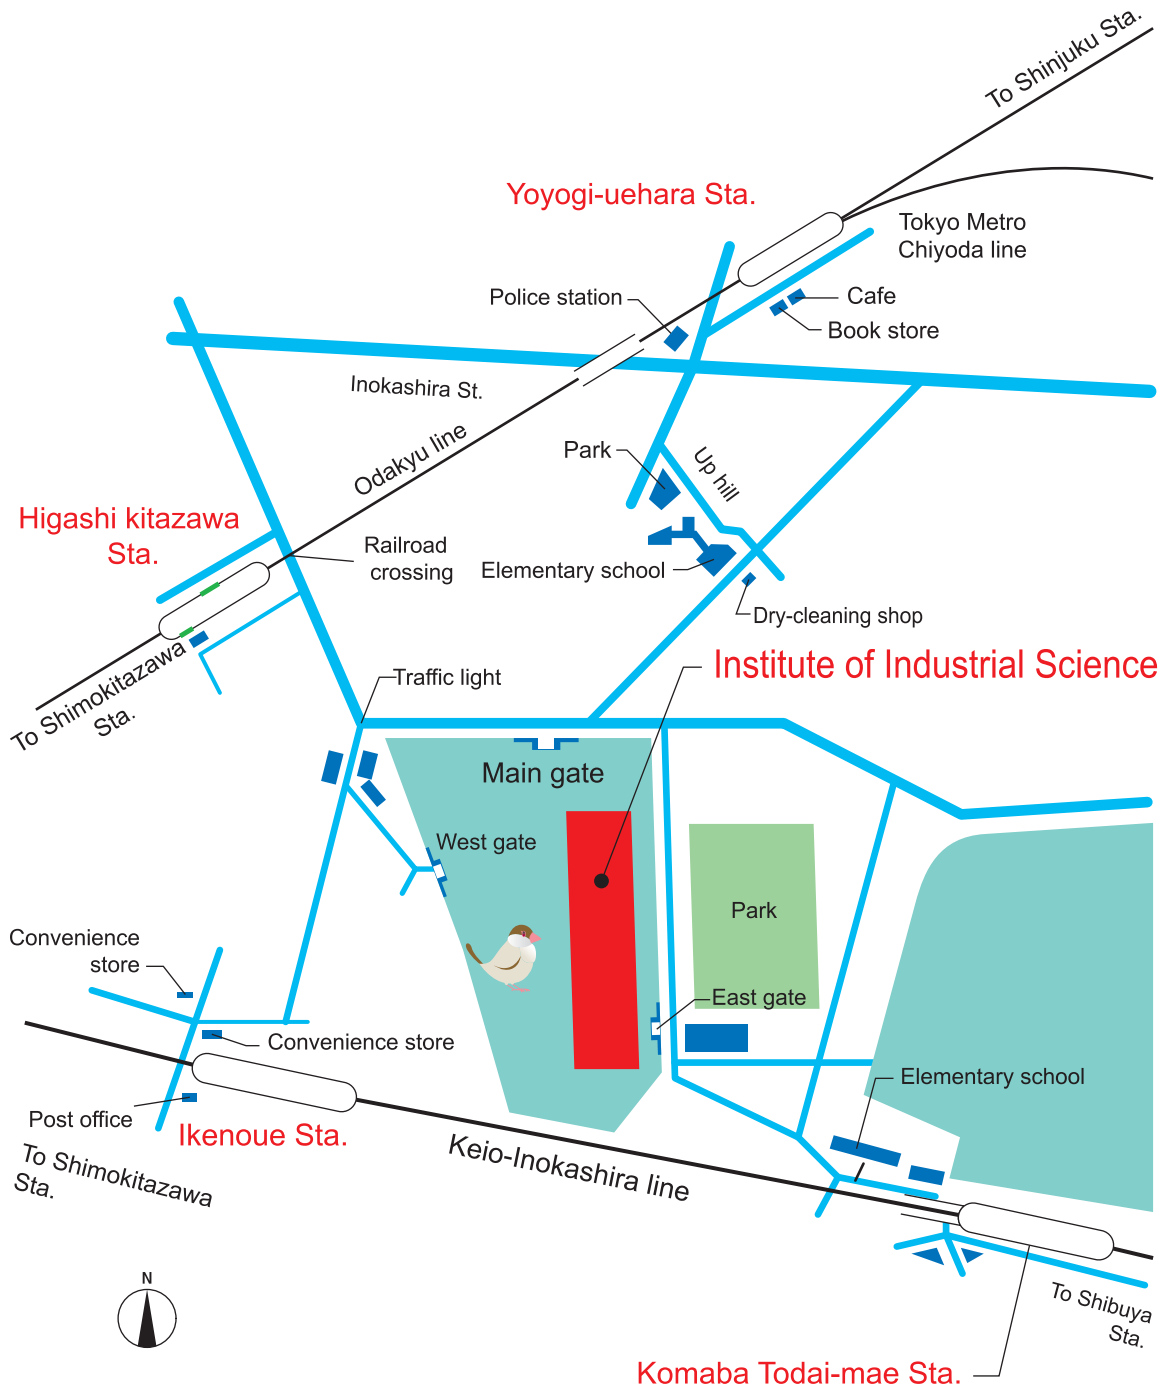 To Shinjuku Sta.
Yoyogi-uehara Sta.
Tokyo Metro
Chiyoda line
Police station
Cafe
Book store
Inokashira St.
Odakyu line
Park
Up hill
Higashi kitazawa
Sta.
Railroad
crossing
Elementary school
Dry-cleaning shop
To Shimokitazawa
Sta.
Traffic light
Institute of Industrial Science
Main gate
West gate
Park
Convenience
store
East gate
Convenience store
Elementary school
Post office
Ikenoue Sta.
To Shimokitazawa
Sta.
Keio-Inokashira line
N
To Shibuya
Sta.
Komaba Todai-mae Sta.